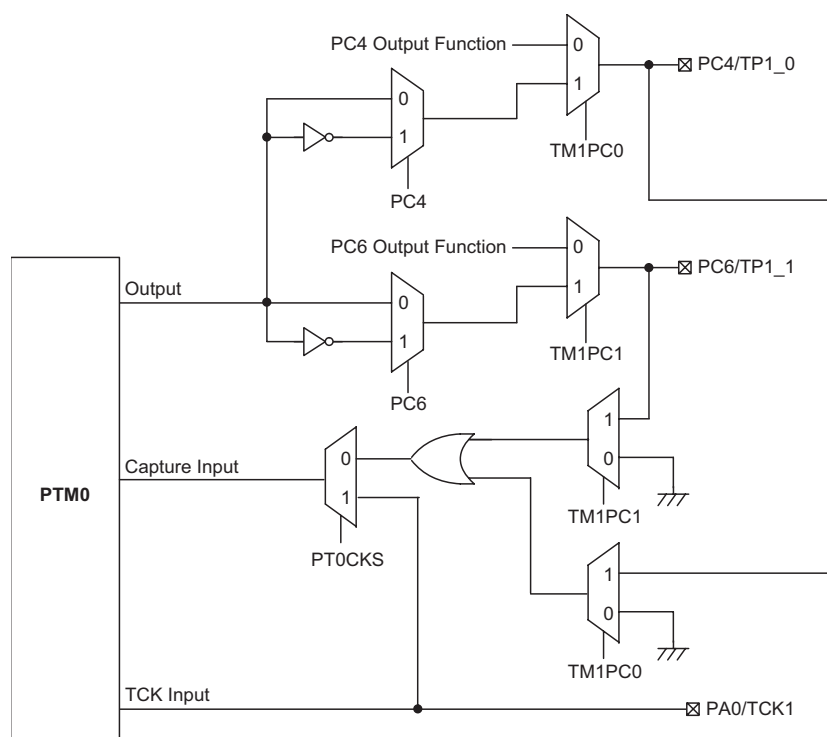 PC4 Output Function
0
1
TM1PC0
PC4/TP1_0
0
1
PC4
PC6 Output Function
0
1
TM1PC1
PC6/TP1_1
Output
0
1
PC6
1
0
TM1PC1
Capture Input
0
1
PT0CKS
PTM0
1
0
TM1PC0
TCK Input
PA0/TCK1